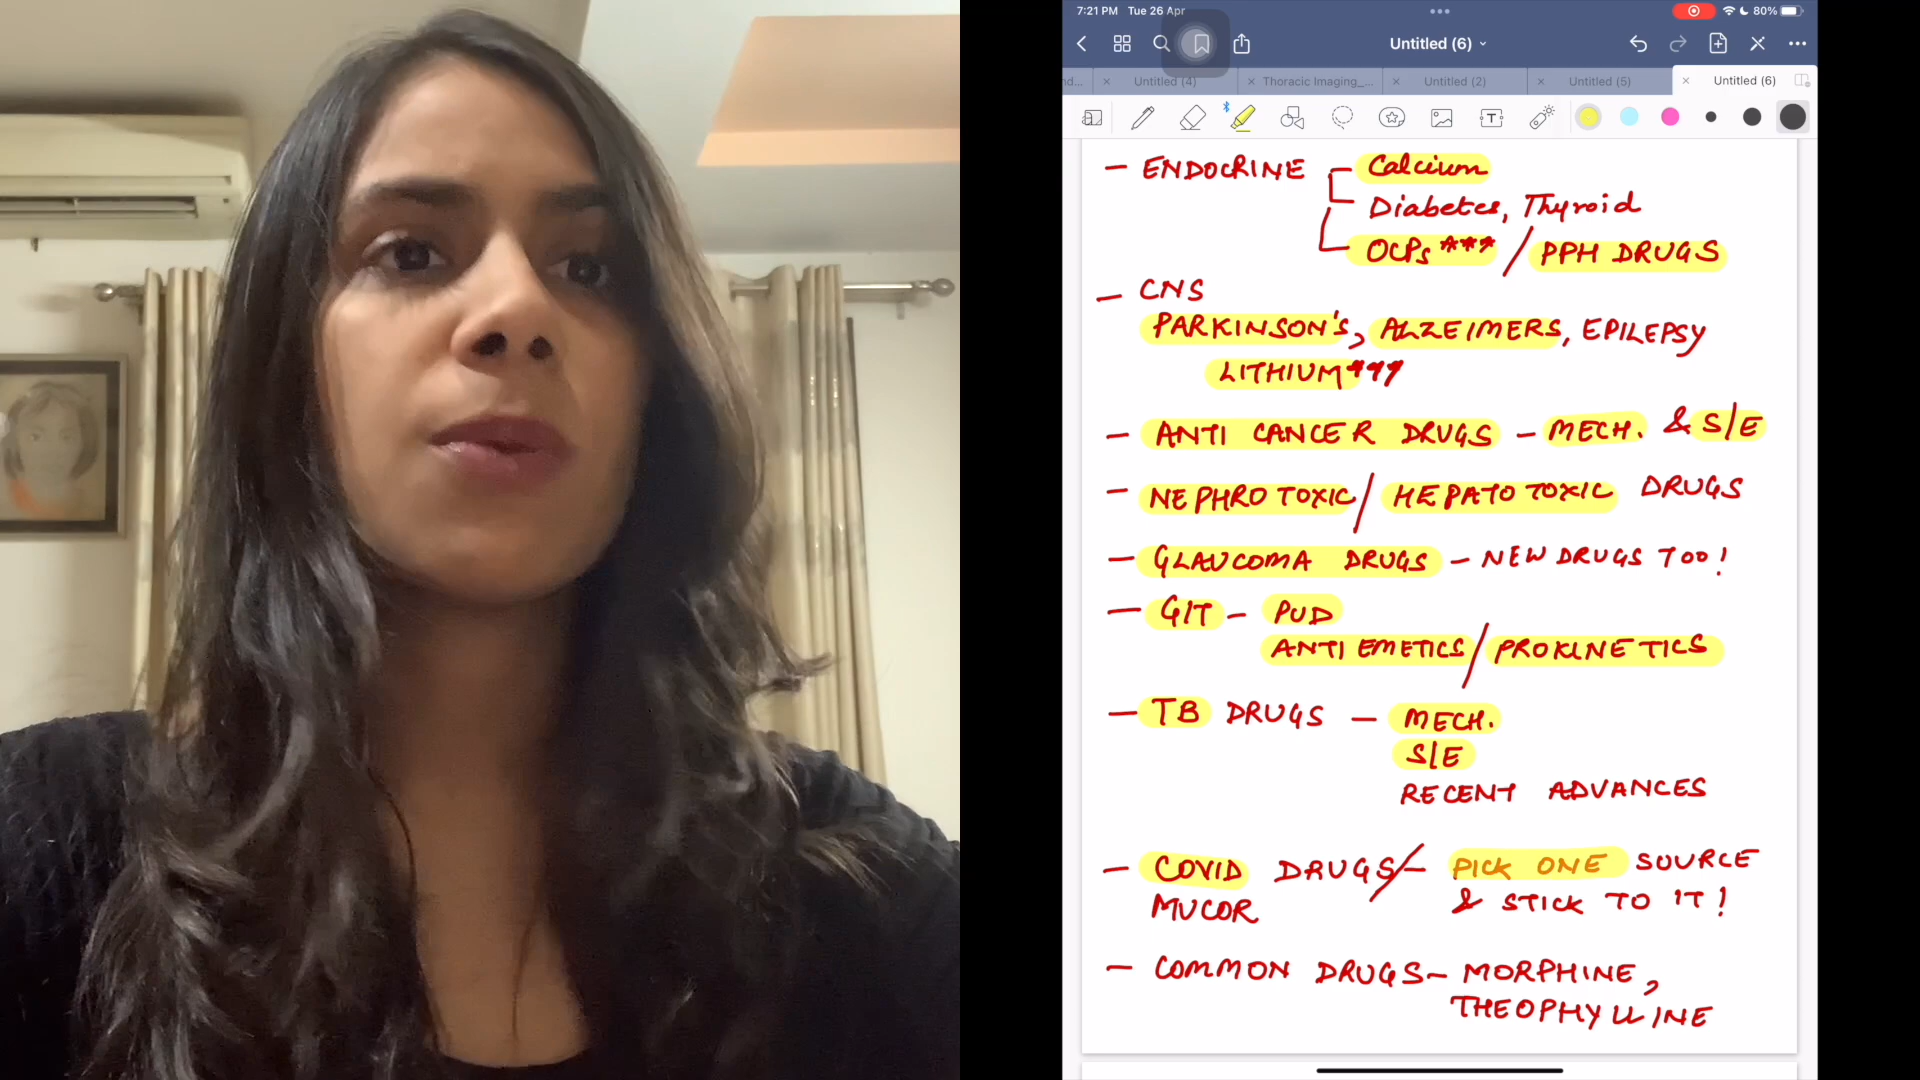 7:21 PM Tue 26 Apr
80%
Untitled (6)
nd...
Untitled (4)
Thoracic Imaging_...
Untitled (2)
Untitled (5)
Untitled (6)
- ENDOCRINE Calcium
Diabetes, Thyroid
OCPs *** / PPH DRUGS
- CNS
PARKINSON'S, ALZEIMERS, EPILEPSY
LITHIUM ***
- ANTI CANCER DRUGS - MECH. & S/E
- NEPHROTOXIC / HEPATOTOXIC DRUGS
- GLAUCOMA DRUGS - NEW DRUGS TOO!
- GIT - PUD
ANTIEMETICS / PROKINETICS
- TB DRUGS - MECH.
S/E
RECENT ADVANCES
- COVID DRUGS / - PICK ONE SOURCE
MUCOR & STICK TO IT!
- COMMON DRUGS - MORPHINE,
THEOPHYLLINE